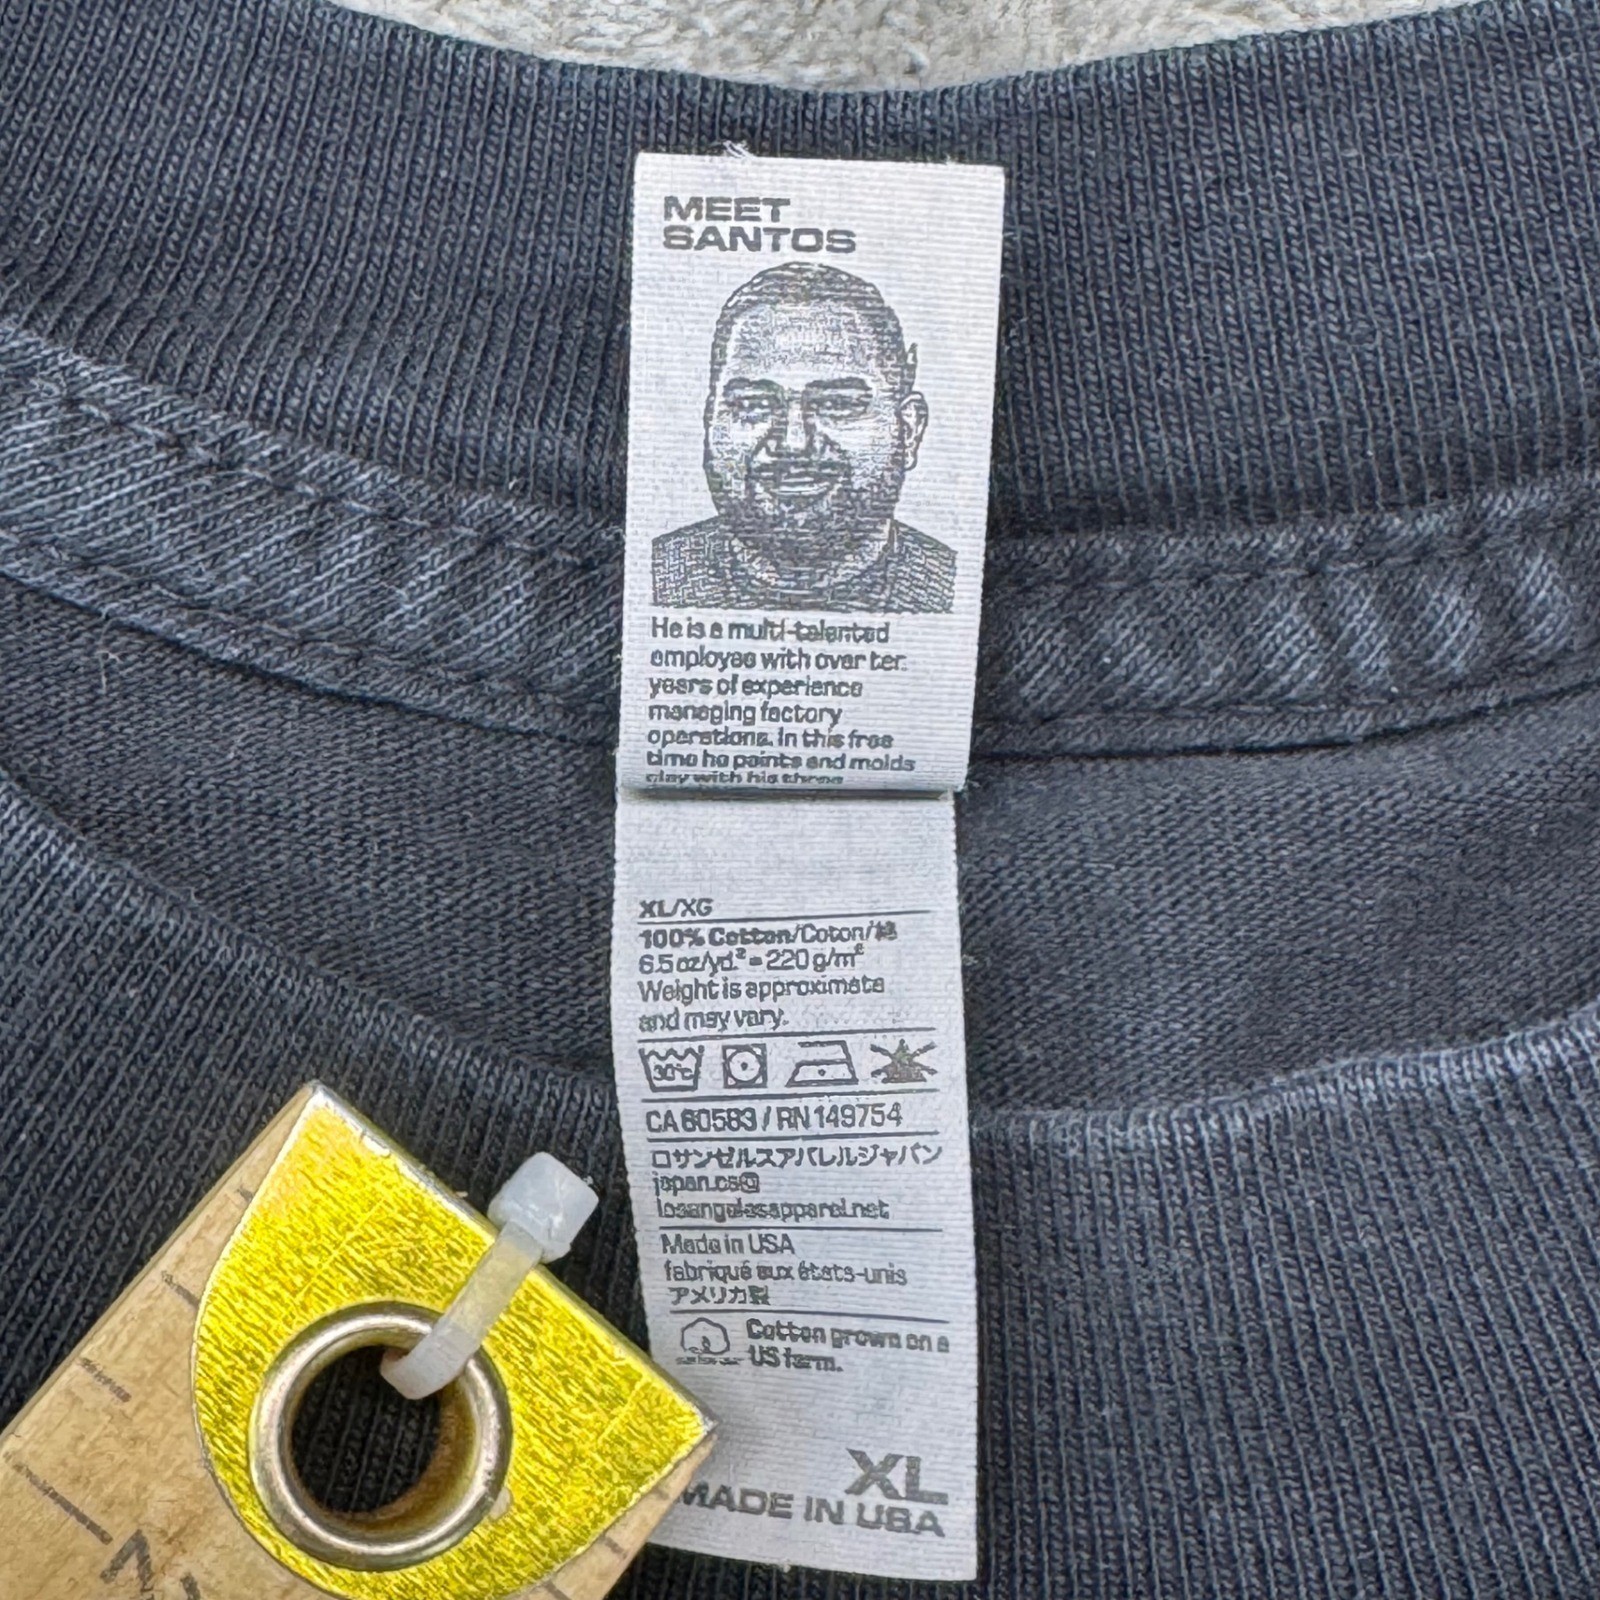 MEET
SANTOS
He is a multi-talented
employee with over ten
years of experience
managing factory
operations. In this free
time he paints and molds
clay with his three
XL/XG
100% Cotton/Coton/綿
6.5 oz/yd.² = 220 g/m²
Weight is approximate
and may vary.
30°C
CA 60583 / RN 149754
ロサンゼルスアパレルジャパン
japan.cs@
losangelesapparel.net
Made in USA
fabriqué aux états-unis
アメリカ製
Cotton grown on a
US farm.
XL
MADE IN USA